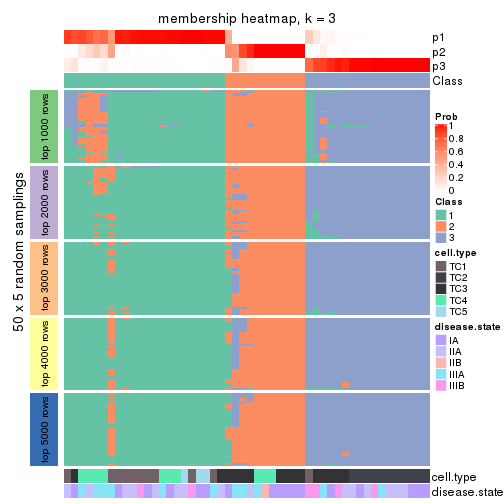 membership heatmap, k = 3
p1
p2
p3
Class
50 x 5 random samplings
top 1000 rows
top 2000 rows
top 3000 rows
top 4000 rows
top 5000 rows
cell.type
disease.state
Prob
1
0.8
0.6
0.4
0.2
0
Class
1
2
3
cell.type
TC1
TC2
TC3
TC4
TC5
disease.state
IA
IIA
IIB
IIIA
IIIB